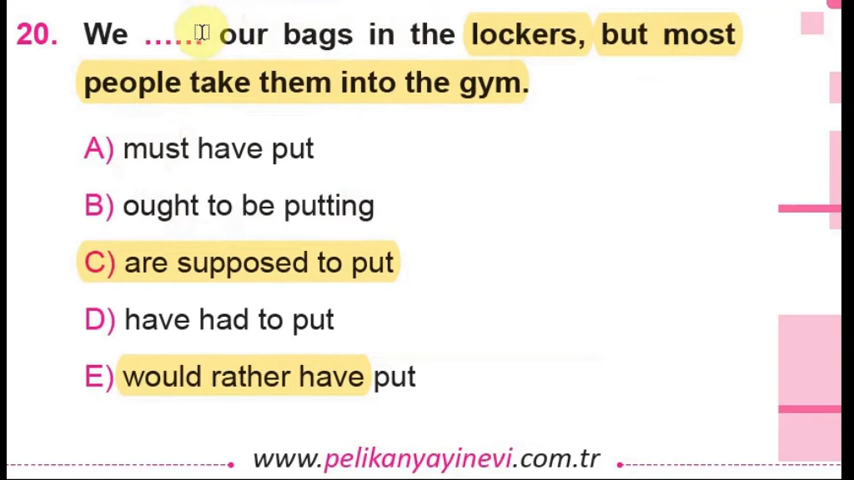 20. We ...... our bags in the lockers, but most
people take them into the gym.
A) must have put
B) ought to be putting
C) are supposed to put
D) have had to put
E) would rather have put
www.pelikanyayinevi.com.tr